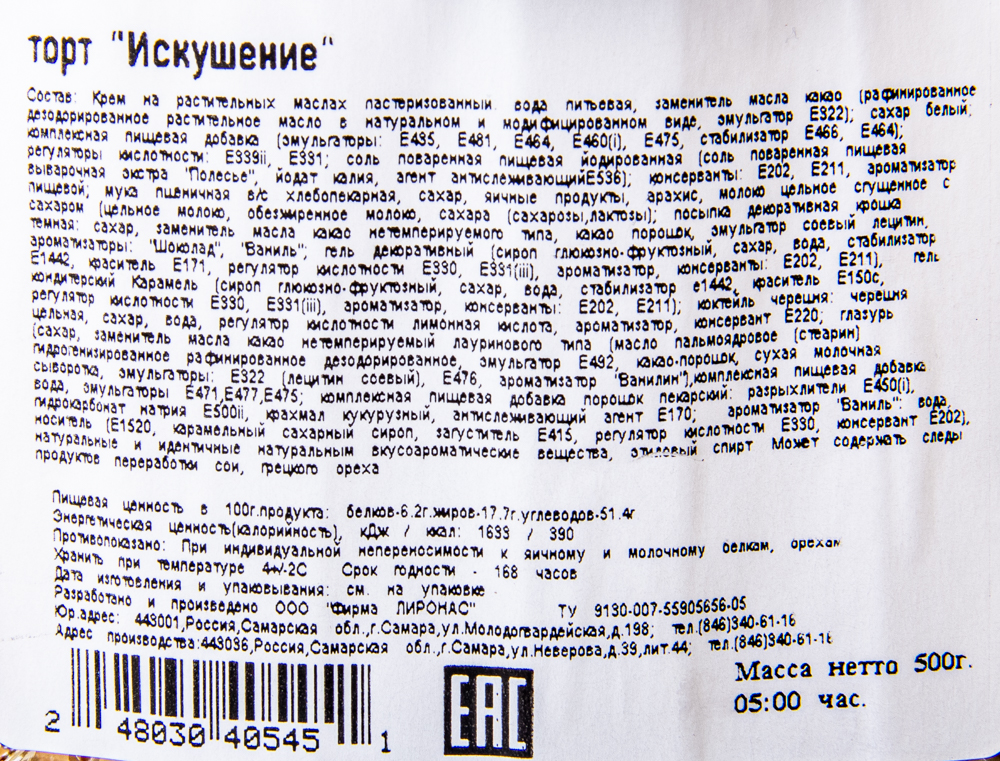 торт "Искушение"
Состав: Крем на растительных маслах пастеризованный: вода питьевая, заменитель масла какао (рафинированное
дезодорированное растительное масло в натуральном и модифицированном виде, эмульгатор Е322); сахар белый;
комплексная пищевая добавка (эмульгаторы: Е435, Е481, Е464, Е460(i), Е475, стабилизатор Е466, Е464);
регуляторы кислотности: Е339ii, Е331; соль поваренная пищевая йодированная (соль поваренная пищевая
выварочная экстра "Полесье", йодат калия, агент антислеживающийЕ536); консерванты: Е202, Е211, ароматизатор
пищевой; мука пшеничная в/с хлебопекарная, сахар, яичные продукты, арахис, молоко цельное сгущенное с
сахаром (цельное молоко, обезжиренное молоко, сахара (сахарозы,лактозы); посыпка декоративная крошка
темная: сахар, заменитель масла какао нетемперируемого типа, какао порошок, эмульгатор соевый лецитин,
ароматизаторы: "Шоколад", "Ваниль"; гель декоративный (сироп глюкозно-фруктозный, сахар, вода, стабилизатор
Е1442, краситель Е171, регулятор кислотности Е330, Е331(iii), ароматизатор, консерванты: Е202, Е211), гель
кондитерский Карамель (сироп глюкозно-фруктозный, сахар, вода, стабилизатор е1442, краситель Е150с,
регулятор кислотности Е330, Е331(iii), ароматизатор, консерванты: Е202, Е211); коктейль черешня: черешня
цельная, сахар, вода, регулятор кислотности лимонная кислота, ароматизатор, консервант Е220; глазурь
(сахар, заменитель масла какао нетемперируемый лауринового типа (масло пальмоядровое (стеарин)
гидрогенизированное рафинированное дезодорированное, эмульгатор Е492, какао-порошок, сухая молочная
сыворотка, эмульгаторы: Е322 (лецитин соевый), Е476, ароматизатор "Ванилин"),комплексная пищевая добавка
вода, эмульгаторы Е471,Е477,Е475; комплексная пищевая добавка порошок пекарский: разрыхлители Е450(i),
гидрокарбонат натрия Е500ii, крахмал кукурузный, антислеживающий агент Е170; ароматизатор "Ваниль": вода,
носитель (Е1520, карамельный сахарный сироп, загуститель Е415, регулятор кислотности Е330, консервант Е202),
натуральные и идентичные натуральным вкусоароматические вещества, этиловый спирт Может содержать следы
продуктов переработки сои, грецкого ореха
Пищевая ценность в 100г.продукта: белков-6.2г.жиров-17.7г.углеводов-51.4г
Энергетическая ценность(калорийность), кДж / ккал: 1633 / 390
Противопоказано: При индивидуальной непереносимости к яичному и молочному белкам, орехам
Хранить при температуре 4+/-2С Срок годности - 168 часов
Дата изготовления и упаковывания: см. на упаковке
Разработано и произведено ООО "Фирма ЛИРОНАС" ТУ 9130-007-55905656-05
Юр.адрес: 443001,Россия,Самарская обл.,г.Самара,ул.Молодогвардейская,д.198; тел.(846)340-61-16
Адрес производства:443036,Россия,Самарская обл.,г.Самара,ул.Неверова,д.39,лит.44; тел.(846)340-61-16
Масса нетто 500г.
05:00 час.
EAC
2 48030 40545 1